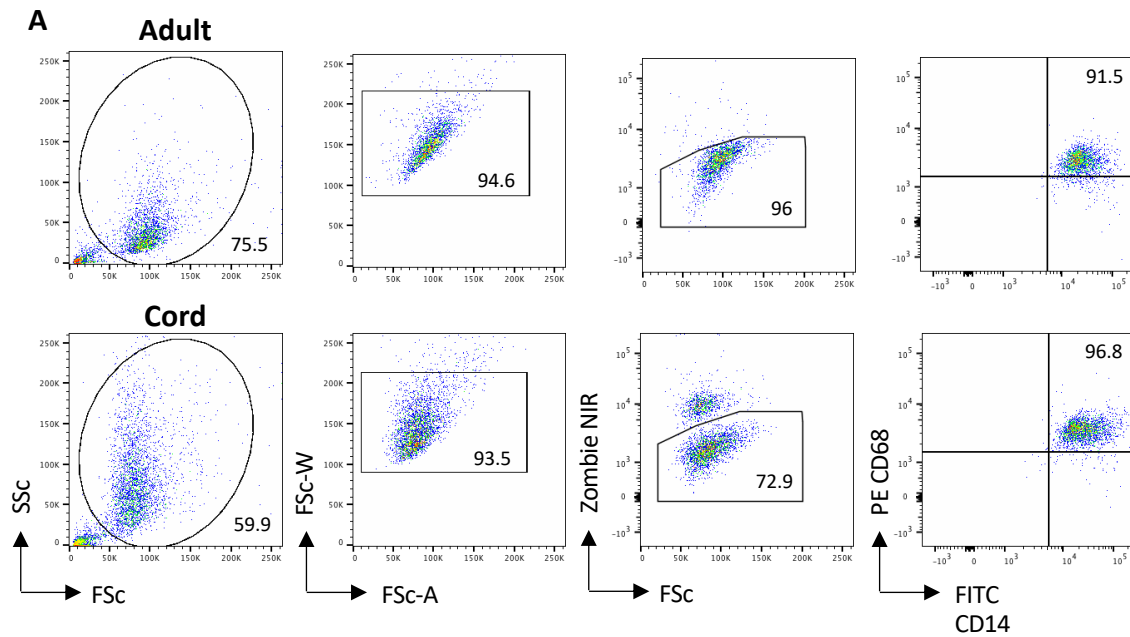 A
Adult
250K
200K
150K
100K
50K
0
0 50K 100K 150K 200K 250K
75.5
250K
200K
150K
100K
50K
0
0 50K 100K 150K 200K 250K
94.6
10^5
10^4
10^3
0
-10^3
50K 100K 150K 200K 250K
96
10^5
10^4
10^3
0
-10^3
-10^3 0 10^3 10^4 10^5
91.5
Cord
SSc
250K
200K
150K
100K
50K
0
0 50K 100K 150K 200K 250K
59.9
FSc
FSc-W
250K
200K
150K
100K
50K
0
0 50K 100K 150K 200K 250K
93.5
FSc-A
Zombie NIR
10^5
10^4
10^3
0
-10^3
0 50K 100K 150K 200K 250K
72.9
FSc
PE CD68
10^5
10^4
10^3
0
-10^3
-10^3 0 10^3 10^4 10^5
96.8
FITC
CD14